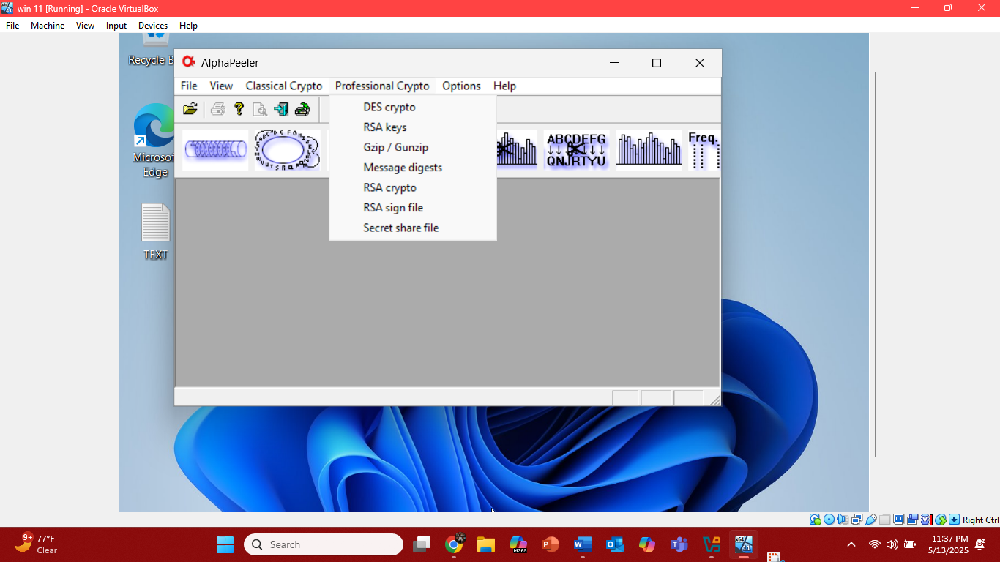 win 11 [Running] - Oracle VirtualBox
File Machine View Input Devices Help
Recycle B
AlphaPeeler
File View Classical Crypto Professional Crypto Options Help
DES crypto
RSA keys
Gzip / Gunzip
Message digests
RSA crypto
RSA sign file
Secret share file
ABCDEFG
QNJRTYU
Freq.
Microsof
Edge
TEXT
Right Ctrl
9+
77°F
Clear
Search
M365
11:37 PM
5/13/2025